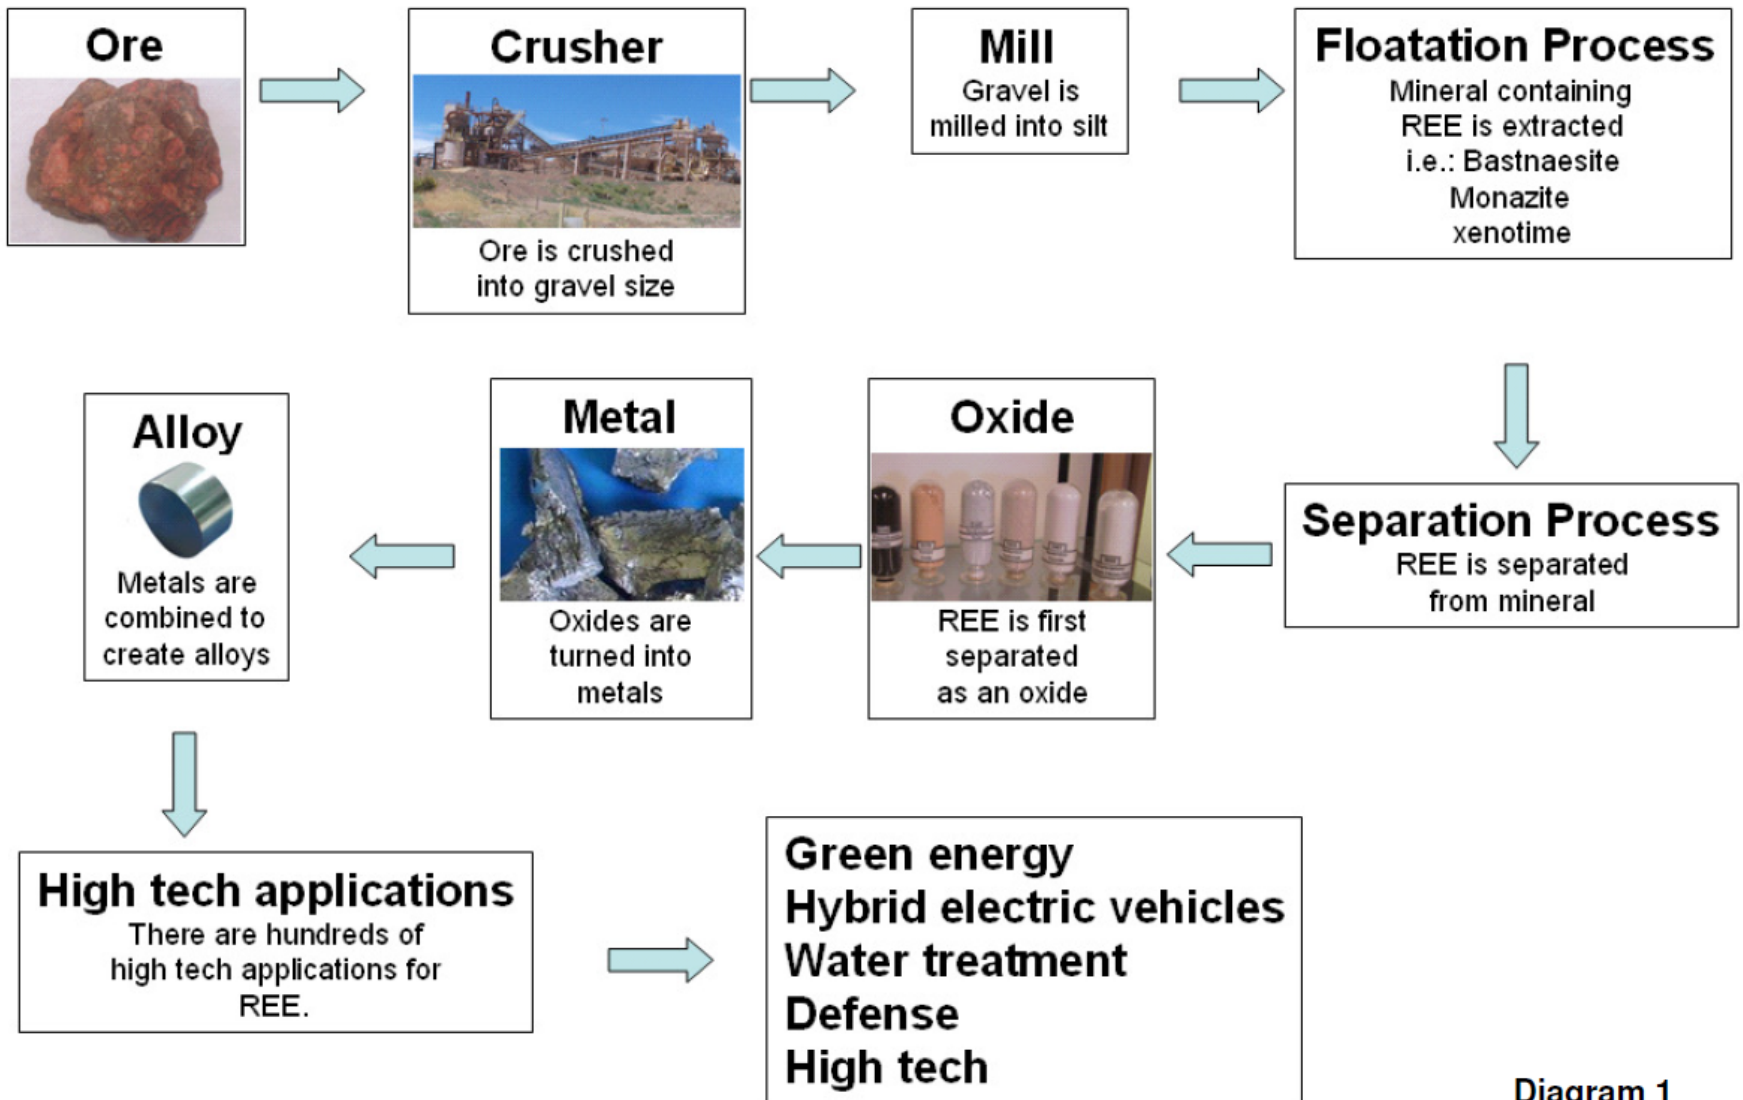 Ore
Crusher
Ore is crushed
into gravel size
Mill
Gravel is
milled into silt
Floatation Process
Mineral containing
REE is extracted
i.e.: Bastnaesite
Monazite
xenotime
Separation Process
REE is separated
from mineral
Oxide
REE is first
separated
as an oxide
Metal
Oxides are
turned into
metals
Alloy
Metals are
combined to
create alloys
High tech applications
There are hundreds of
high tech applications for
REE.
Green energy
Hybrid electric vehicles
Water treatment
Defense
High tech
Diagram 1